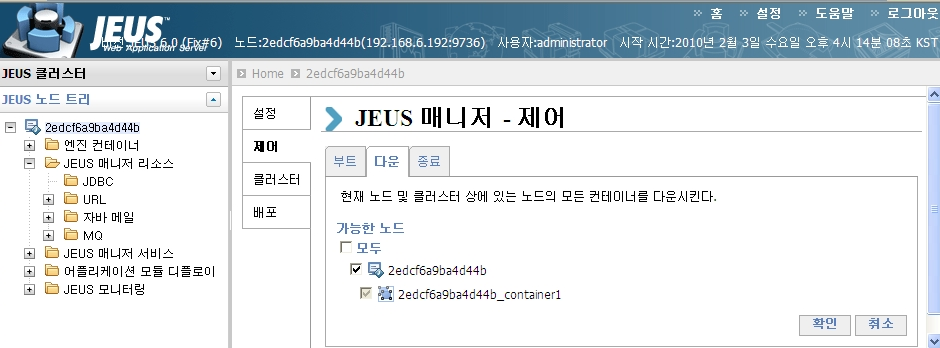 홈 설정 도움말 로그아웃
JEUS™
Web Application Server
6.0 (Fix#6) 노드:2edcf6a9ba4d44b(192.168.6.192:9736) 사용자:administrator 시작 시간:2010년 2월 3일 수요일 오후 4시 14분 08초 KST
JEUS 클러스터
JEUS 노드 트리
2edcf6a9ba4d44b
엔진 컨테이너
JEUS 매니저 리소스
JDBC
URL
자바 메일
MQ
JEUS 매니저 서비스
어플리케이션 모듈 디플로이
JEUS 모니터링
Home 2edcf6a9ba4d44b
설정
제어
클러스터
배포
JEUS 매니저 - 제어
부트 다운 종료
현재 노드 및 클러스터 상에 있는 노드의 모든 컨테이너를 다운시킨다.
가능한 노드
모두
2edcf6a9ba4d44b
2edcf6a9ba4d44b_container1
확인 취소